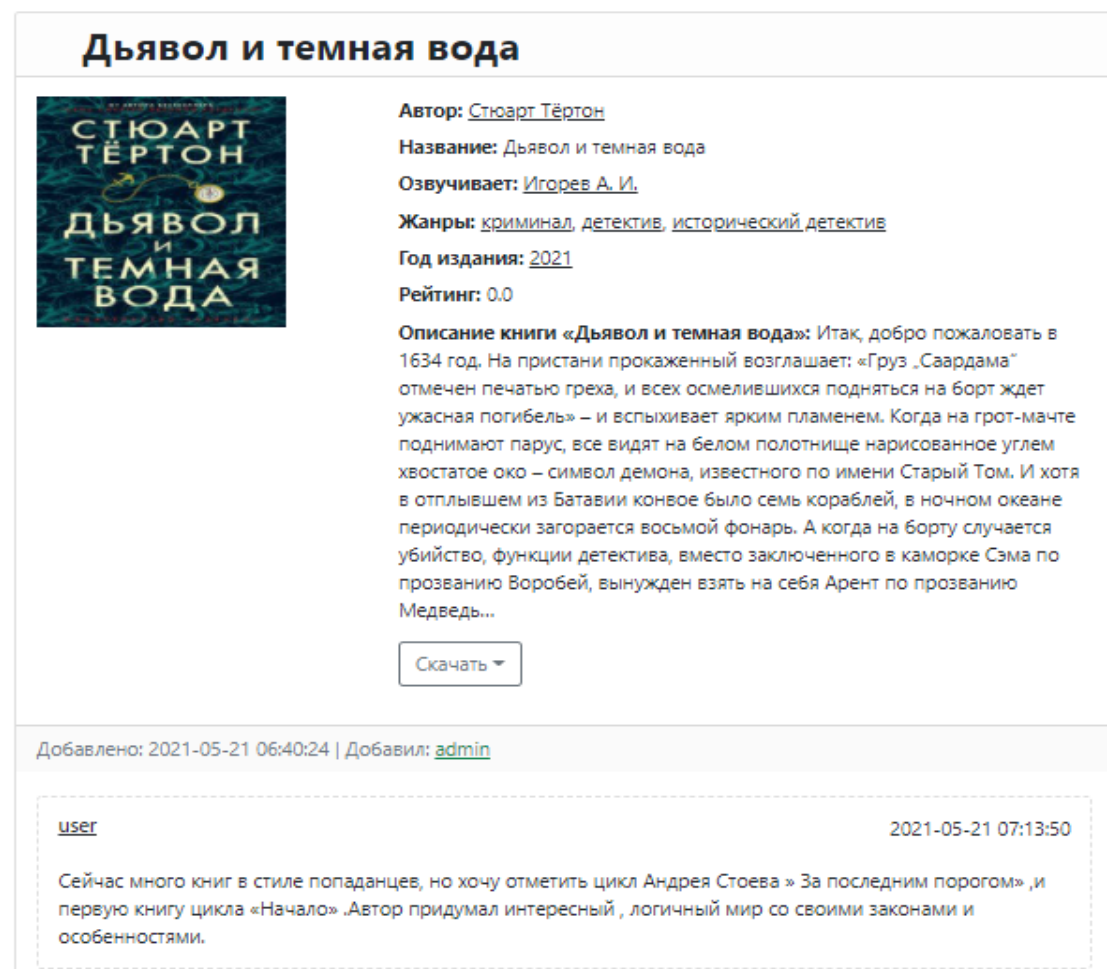 Дьявол и темная вода
СТЮАРТ
ТЁРТОН
ДЬЯВОЛ
И
ТЕМНАЯ
ВОДА
Автор: Стюарт Тёртон
Название: Дьявол и темная вода
Озвучивает: Игорев А. И.
Жанры: криминал, детектив, исторический детектив
Год издания: 2021
Рейтинг: 0.0
Описание книги «Дьявол и темная вода»: Итак, добро пожаловать в
1634 год. На пристани прокаженный возглашает: «Груз „Саардама“
отмечен печатью греха, и всех осмелившихся подняться на борт ждет
ужасная погибель» – и вспыхивает ярким пламенем. Когда на грот-мачте
поднимают парус, все видят на белом полотнище нарисованное углем
хвостатое око – символ демона, известного по имени Старый Том. И хотя
в отплывшем из Батавии конвое было семь кораблей, в ночном океане
периодически загорается восьмой фонарь. А когда на борту случается
убийство, функции детектива, вместо заключенного в каморке Сэма по
прозванию Воробей, вынужден взять на себя Арент по прозванию
Медведь...
Скачать
Добавлено: 2021-05-21 06:40:24 | Добавил: admin
user 2021-05-21 07:13:50
Сейчас много книг в стиле попаданцев, но хочу отметить цикл Андрея Стоева » За последним порогом» ,и
первую книгу цикла «Начало» .Автор придумал интересный , логичный мир со своими законами и
особенностями.